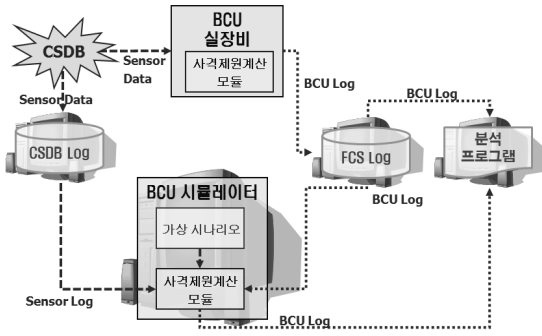 BCU
실장비
CSDB
사격제원계산
모듈
Sensor
Data
Sensor Data
BCU Log
BCU Log
CSDB Log
FCS Log
분석
프로그램
BCU 시뮬레이터
BCU Log
가상 시나리오
사격제원계산
모듈
Sensor Log
BCU Log